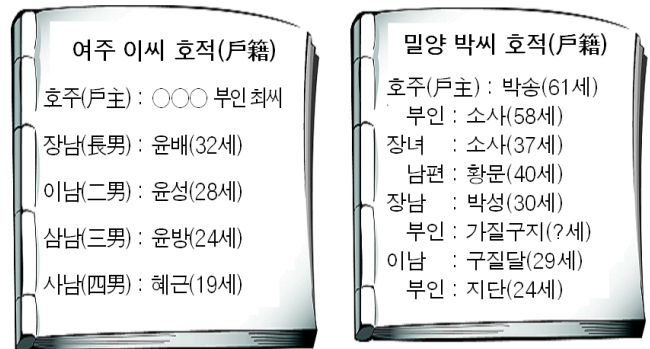 여주 이씨 호적(戶籍)
호주(戶主) : ○○○ 부인 최씨
장남(長男) : 윤배(32세)
이남(二男) : 윤성(28세)
삼남(三男) : 윤방(24세)
사남(四男) : 혜근(19세)
밀양 박씨 호적(戶籍)
호주(戶主) : 박송(61세)
부인 : 소사(58세)
장녀 : 소사(37세)
남편 : 황문(40세)
장남 : 박성(30세)
부인 : 가질구지(?세)
이남 : 구질달(29세)
부인 : 지단(24세)